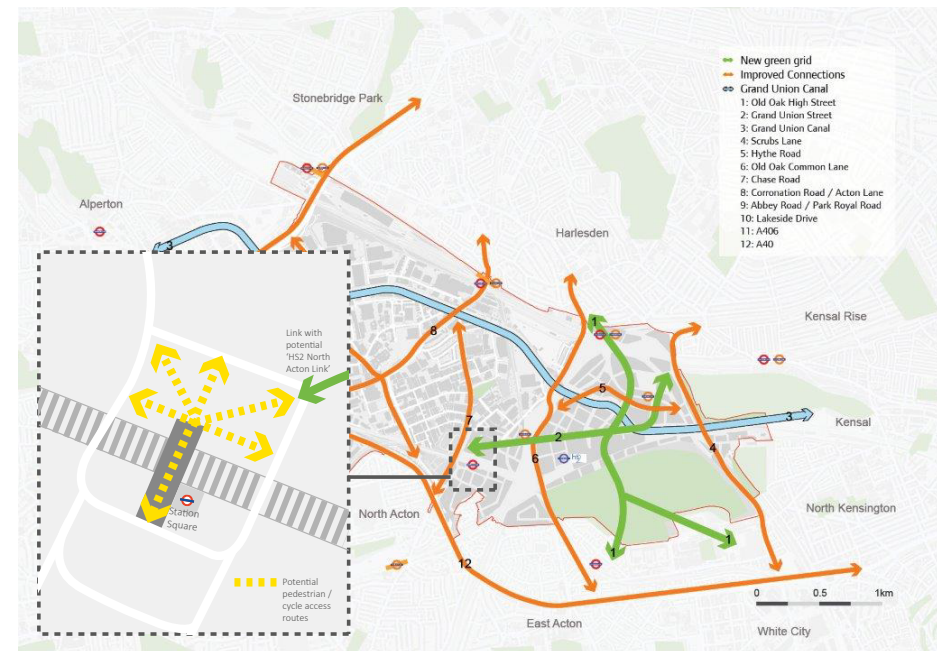 Stonebridge Park
Alperton
Harlesden
Kensal Rise
Kensal
North Kensington
North Acton
East Acton
White City
New green grid
Improved Connections
Grand Union Canal
1: Old Oak High Street
2: Grand Union Street
3: Grand Union Canal
4: Scrubs Lane
5: Hythe Road
6: Old Oak Common Lane
7: Chase Road
8: Corronation Road / Acton Lane
9: Abbey Road / Park Royal Road
10: Lakeside Drive
11: A406
12: A40
3
8
1
5
7
2
6
3
4
1
1
12
0 0.5 1km
Link with
potential
'HS2 North
Acton Link'
Station
Square
Potential
pedestrian /
cycle access
routes